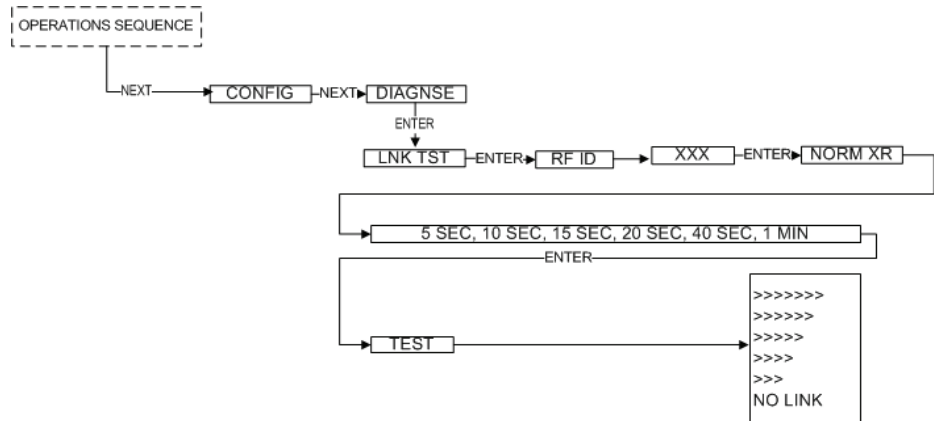 OPERATIONS SEQUENCE
NEXT CONFIG NEXT DIAGNSE
ENTER
LNK TST ENTER RF ID XXX ENTER NORM XR
5 SEC, 10 SEC, 15 SEC, 20 SEC, 40 SEC, 1 MIN
ENTER
TEST
>>>>>>>
>>>>>>
>>>>>
>>>>
>>>
NO LINK